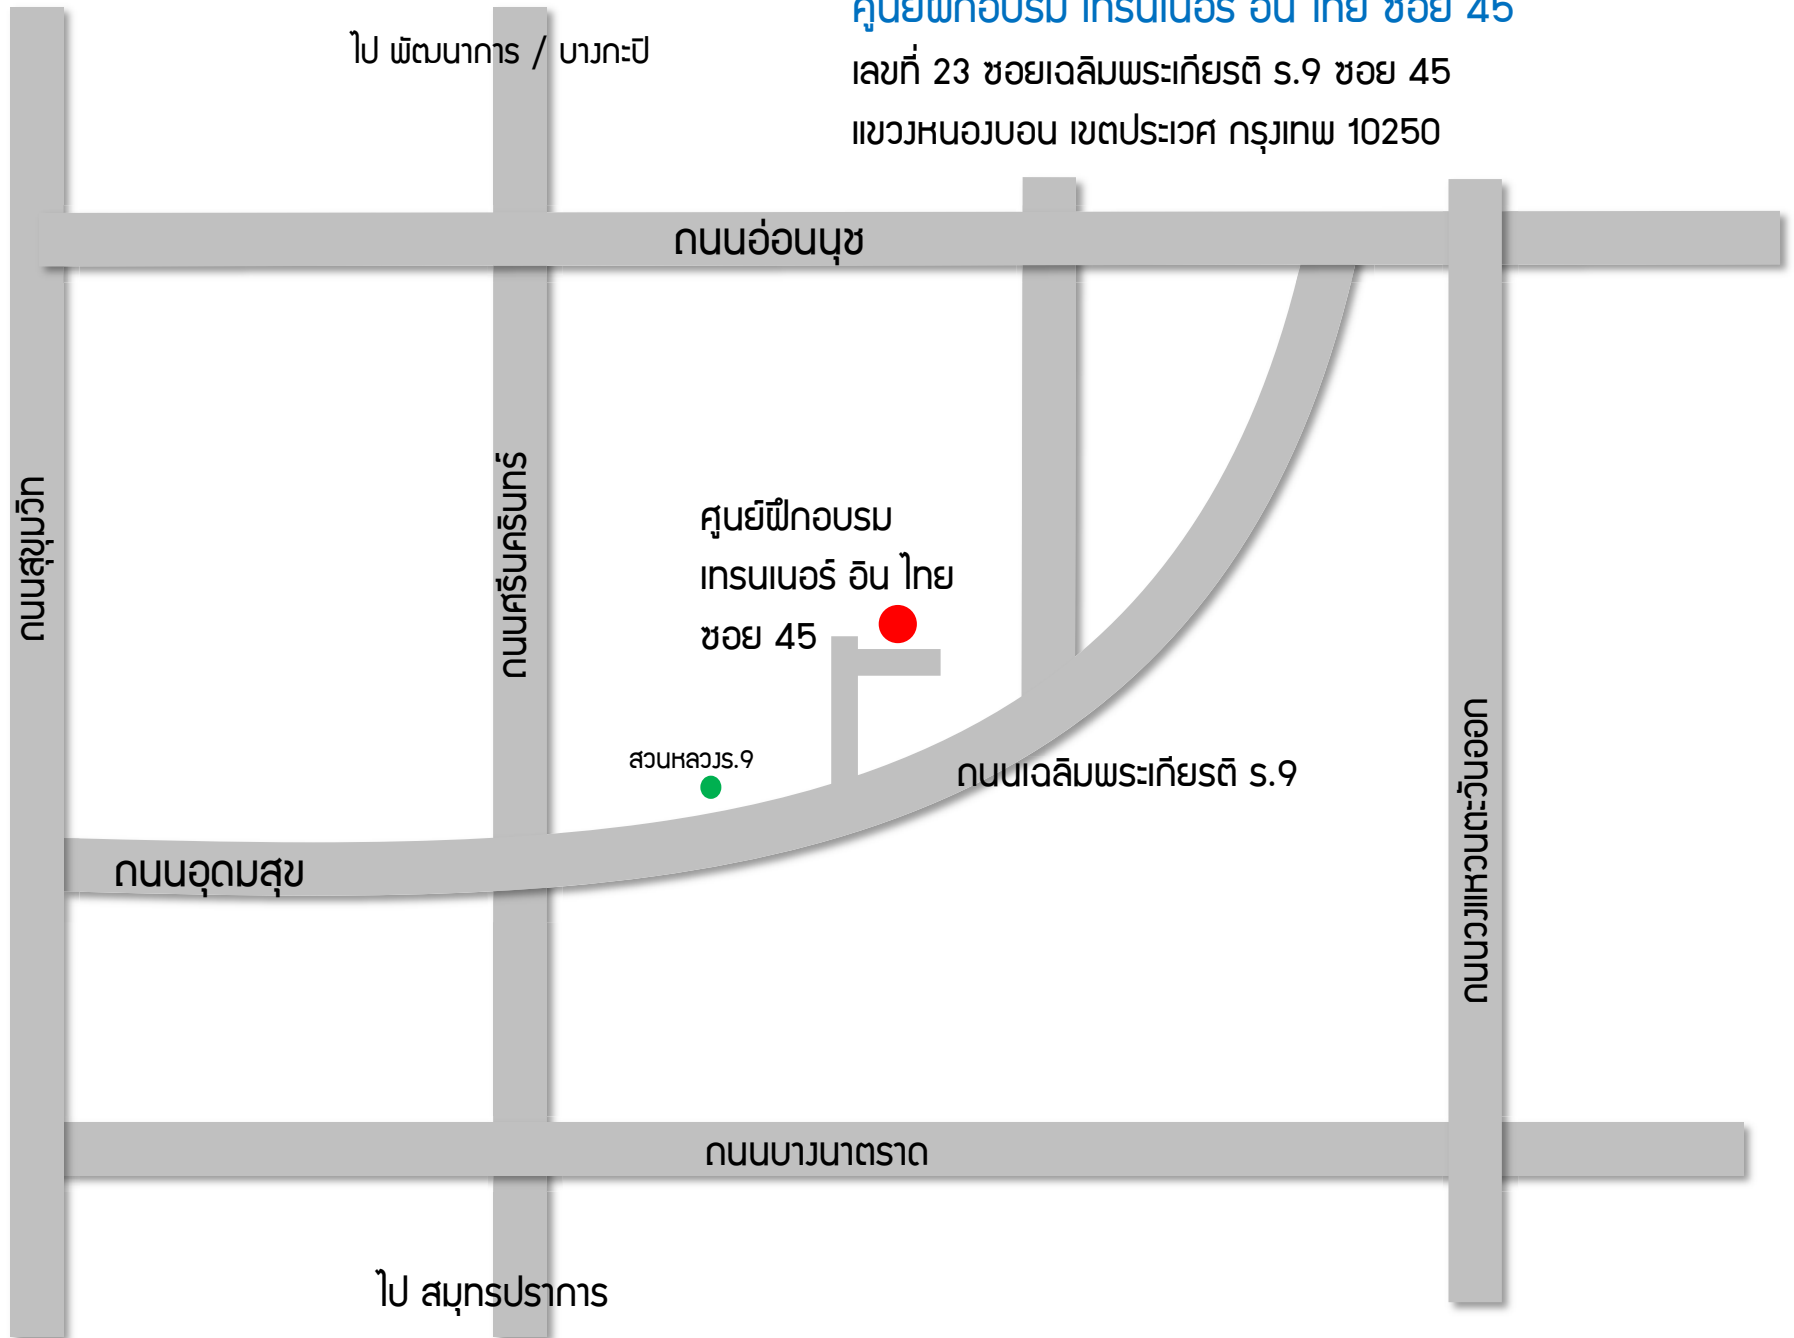 ศูนย์ฝึกอบรม เทรนเนอร์ อิน ไทย ซอย 45
ไป พัฒนาการ / บางกะปิ
เลขที่ 23 ซอยเฉลิมพระเกียรติ ร.9 ซอย 45
แขวงหนองบอน เขตประเวศ กรุงเทพ 10250
ถนนอ่อนนุช
ถนนสุขุมวิท
ถนนศรีนครินทร์
ศูนย์ฝึกอบรม
เทรนเนอร์ อิน ไทย
ซอย 45
สวนหลวงร.9
ถนนเฉลิมพระเกียรติ ร.9
ถนนอุดมสุข
ถนนวงแหวนตะวันออก
ถนนบางนาตราด
ไป สมุทรปราการ